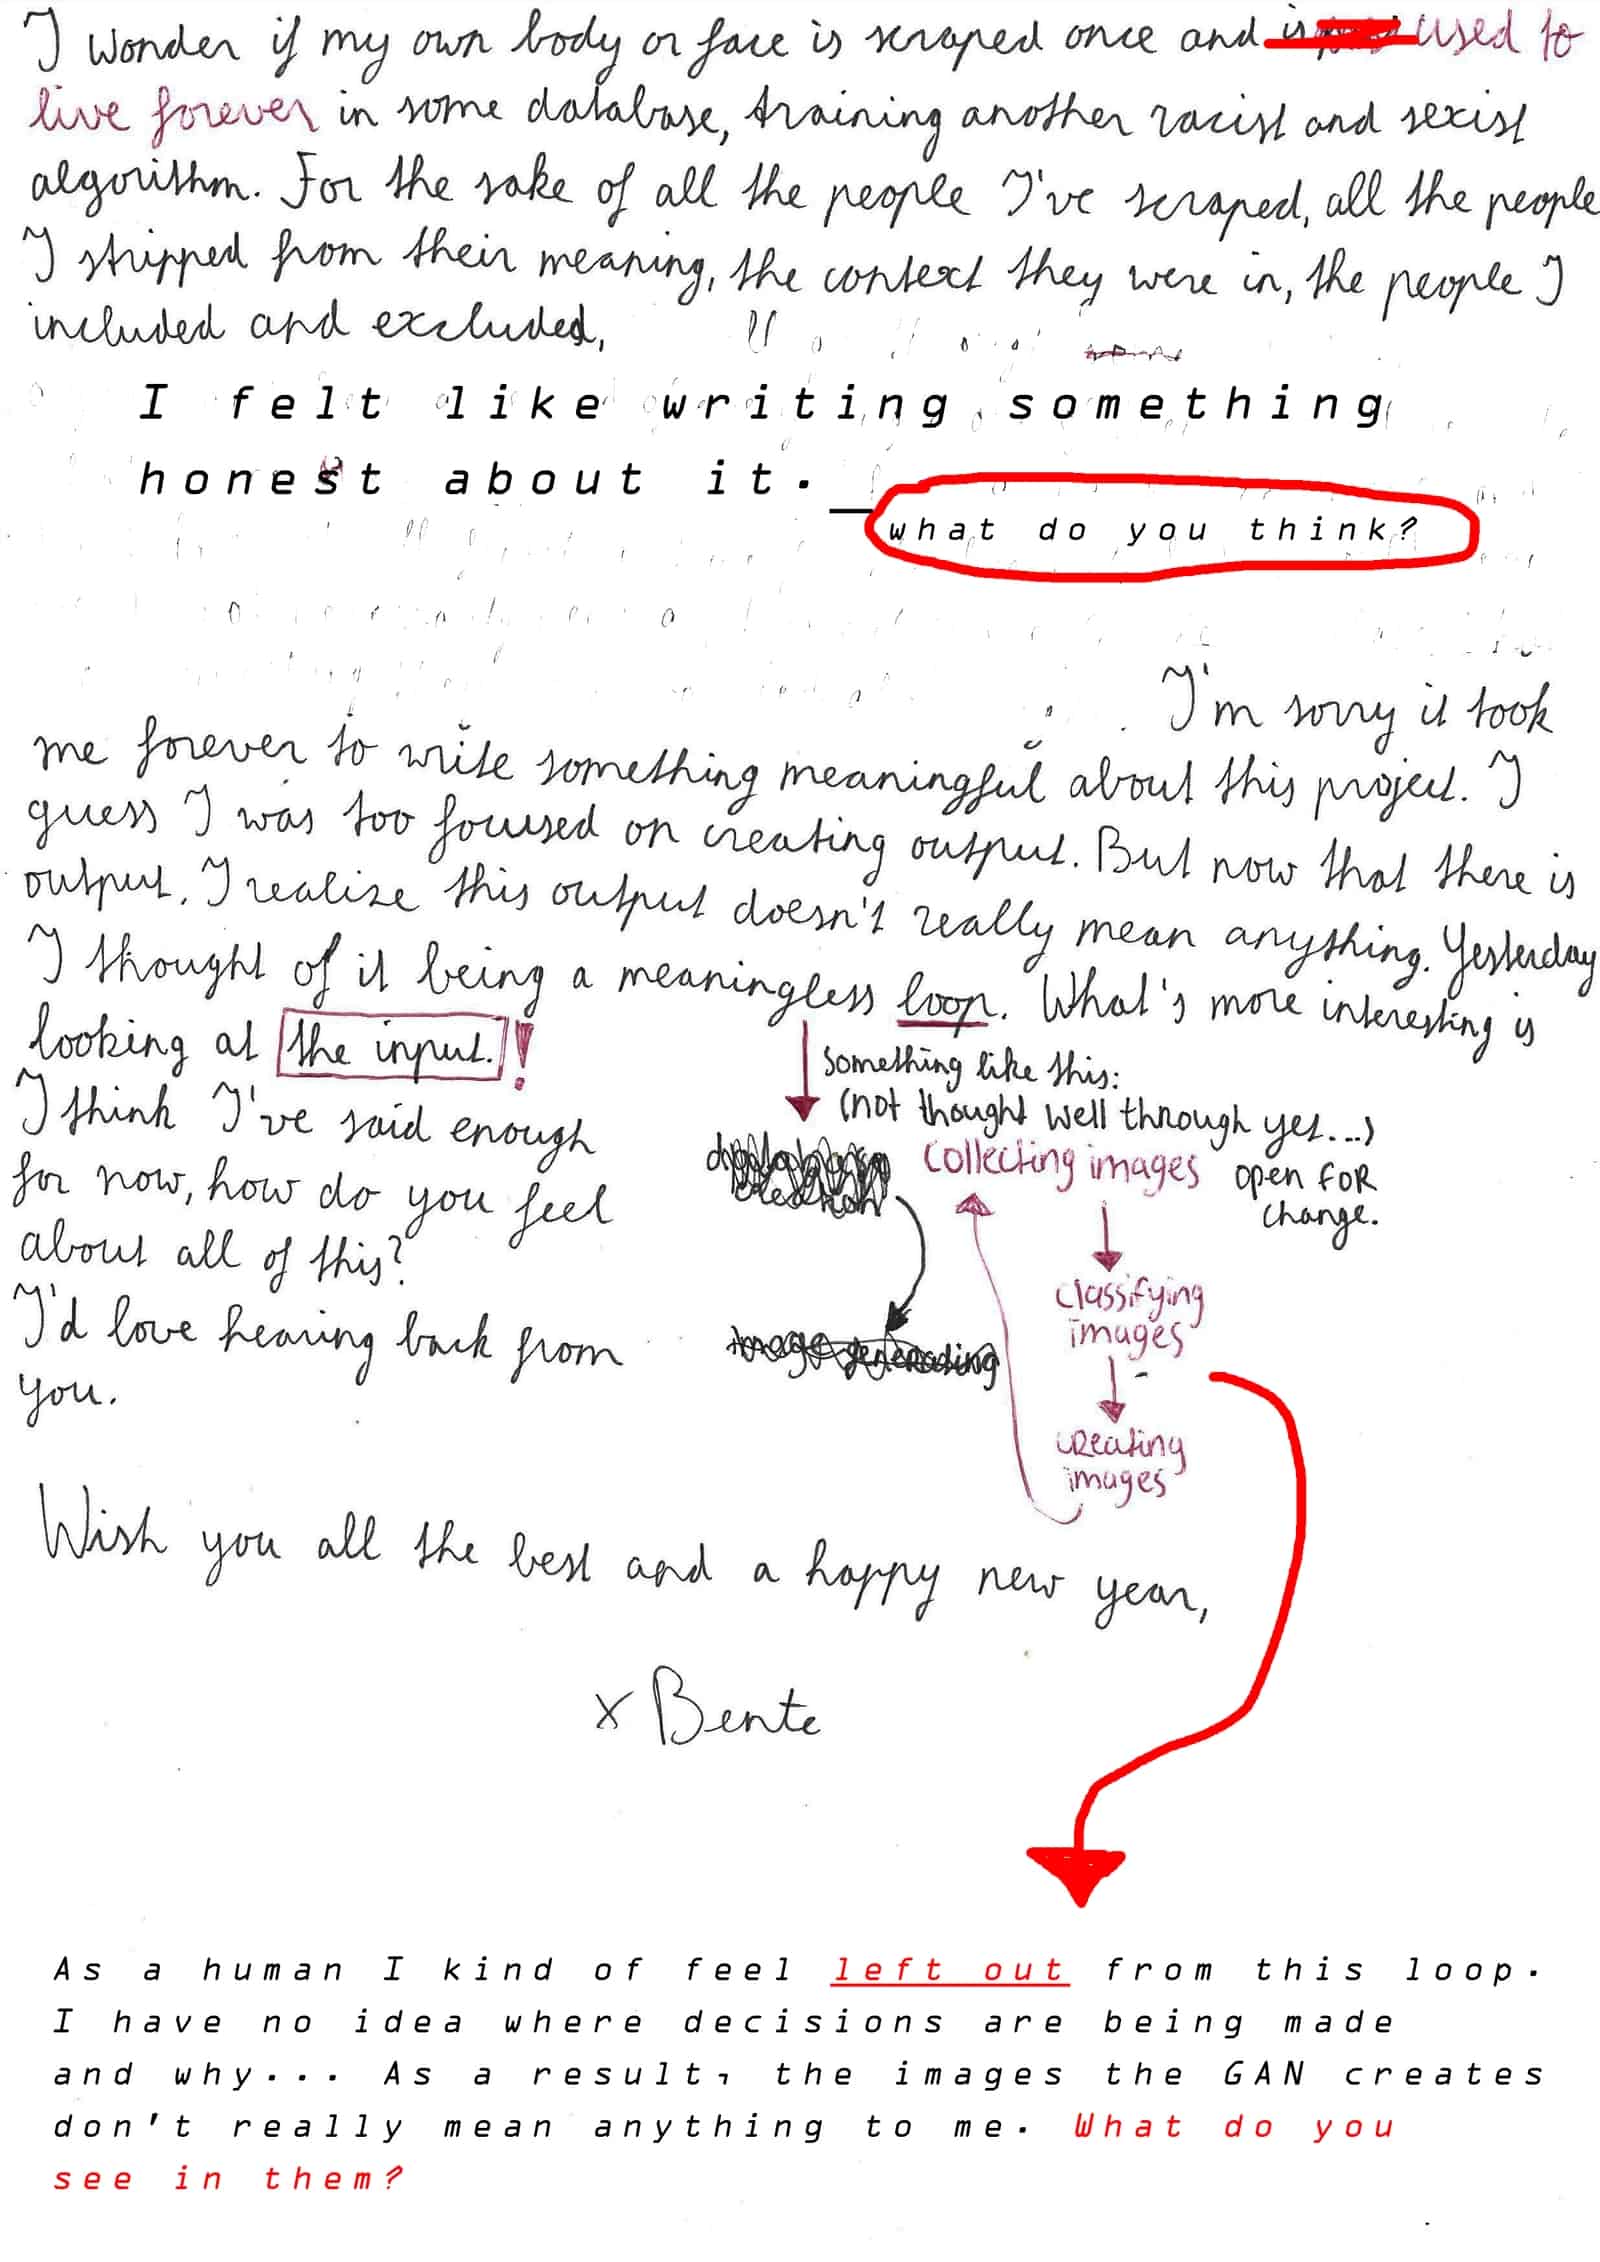 I wonder if my own body or face is scraped once and is used to
live forever in some database, training another racist and sexist
algorithm. For the sake of all the people I've scraped, all the people
I stripped from their meaning, the context they were in, the people I
included and excluded,
I felt like writing something
honest about it._
what do you think?
I'm sorry it took
me forever to write something meaningful about this project. I
guess I was too focused on creating output. But now that there is
output, I realize this output doesn't really mean anything. Yesterday
I thought of it being a meaningless loop. What's more interesting is
looking at the input.!
I think I've said enough
for now, how do you feel
about all of this?
I'd love hearing back from
you.
something like this:
(not thought well through yet...)
open FOR
change.
collecting images
classifying
images
creating
images
creation
image generating
Wish you all the best and a happy new year,
x Bente
As a human I kind of feel left out from this loop.
I have no idea where decisions are being made
and why... As a result, the images the GAN creates
don't really mean anything to me. What do you
see in them?